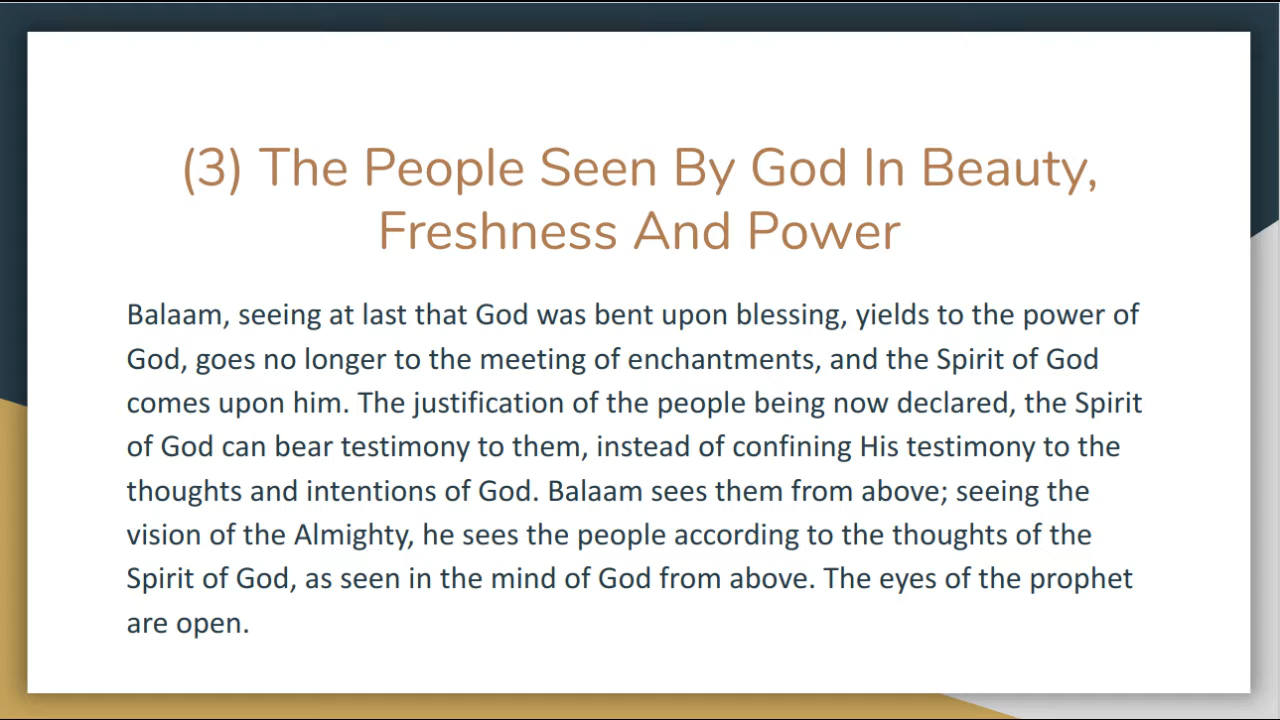 (3) The People Seen By God In Beauty,
Freshness And Power
Balaam, seeing at last that God was bent upon blessing, yields to the power of
God, goes no longer to the meeting of enchantments, and the Spirit of God
comes upon him. The justification of the people being now declared, the Spirit
of God can bear testimony to them, instead of confining His testimony to the
thoughts and intentions of God. Balaam sees them from above; seeing the
vision of the Almighty, he sees the people according to the thoughts of the
Spirit of God, as seen in the mind of God from above. The eyes of the prophet
are open.